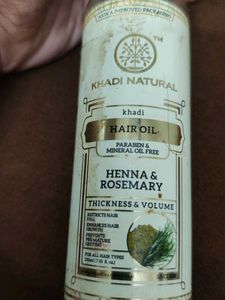 NEW & IMPROVED PACKAGING
TM
KHADI NATURAL
khadi
HAIR OIL
PARABEN &
MINERAL OIL FREE
HENNA &
ROSEMARY
THICKNESS & VOLUME
RESTRICTS HAIR
FALL
ENHANCES HAIR
GROWTH
PREVENTS
PRE MATURE
GREYING
FOR ALL HAIR TYPES